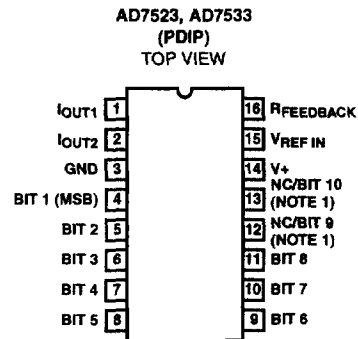 AD7523, AD7533
(PDIP)
TOP VIEW
IOUT1 1
IOUT2 2
GND 3
BIT 1 (MSB) 4
BIT 2 5
BIT 3 6
BIT 4 7
BIT 5 8
16 RFEEDBACK
15 VREF IN
14 V+
13 NC/BIT 10
(NOTE 1)
12 NC/BIT 9
(NOTE 1)
11 BIT 8
10 BIT 7
9 BIT 6